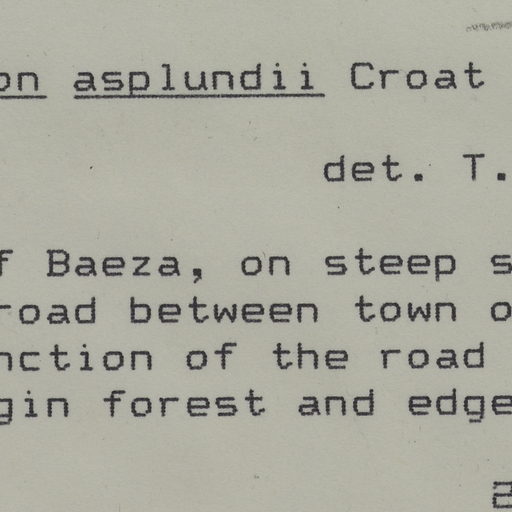 on asplundii Croat
det. T.
f Baeza, on steep s
road between town o
nction of the road
gin forest and edge